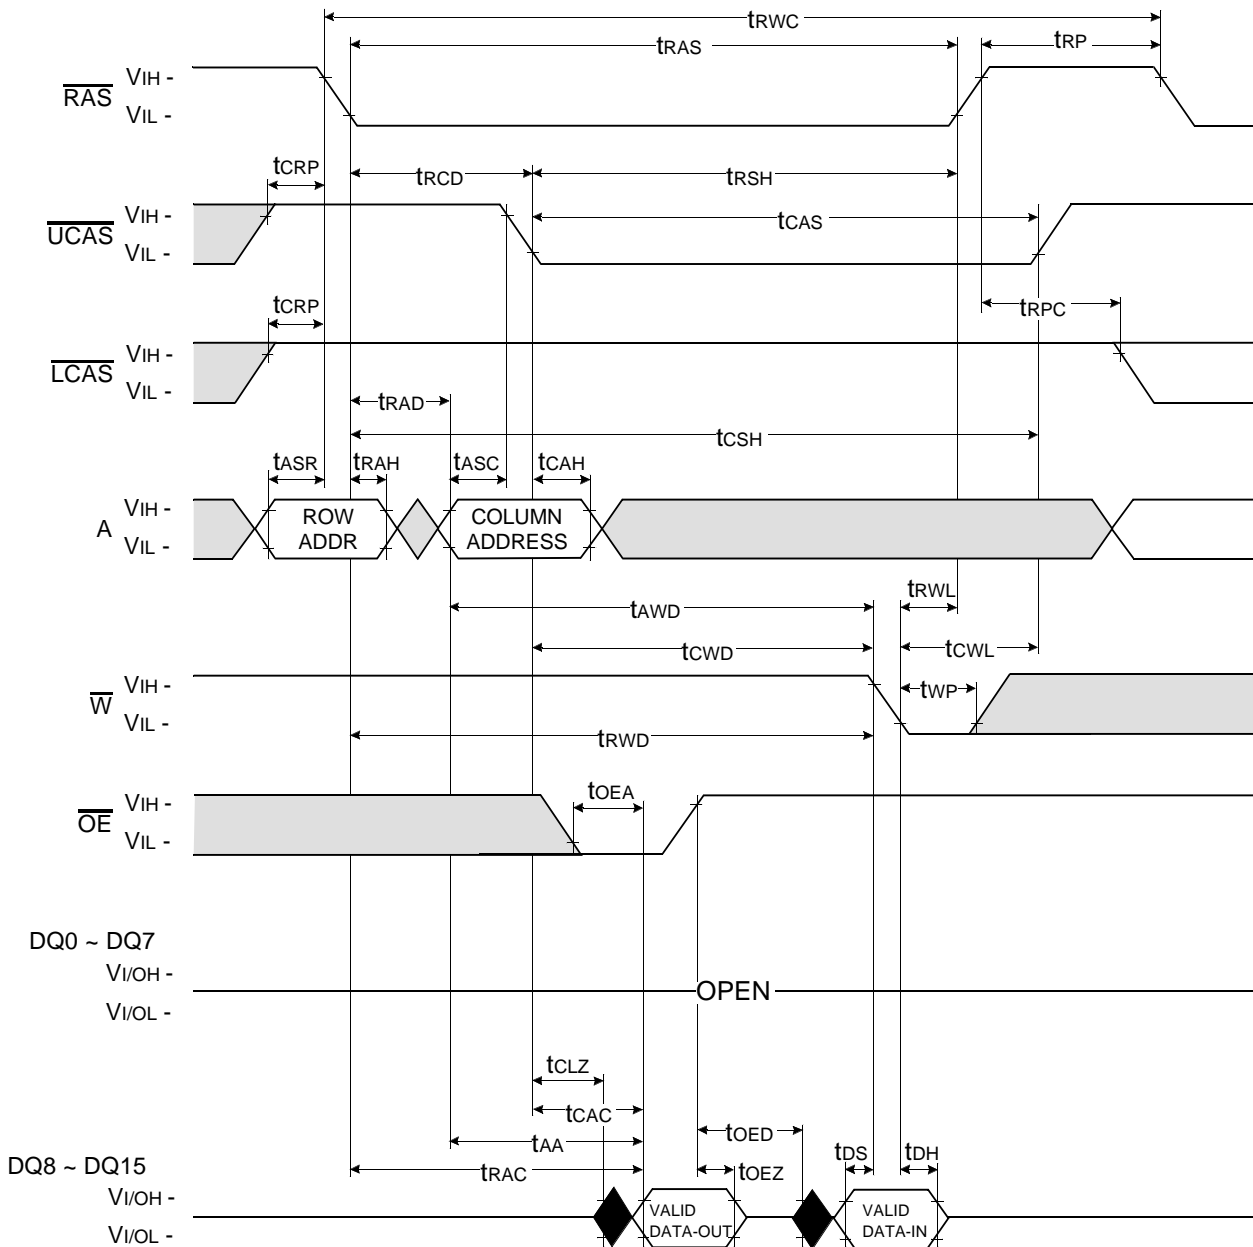 tRWC
tRAS
tRP
RAS
VIH -
VIL -
tCRP
tRCD
tRSH
UCAS
VIH -
VIL -
tCAS
tCRP
tRPC
LCAS
VIH -
VIL -
tRAD
tCSH
tASR
tRAH
tASC
tCAH
A
VIH -
VIL -
ROW
ADDR
COLUMN
ADDRESS
tRWL
tAWD
tCWD
tCWL
W
VIH -
VIL -
tWP
tRWD
OE
VIH -
VIL -
tOEA
DQ0 ~ DQ7
VI/OH -
VI/OL -
OPEN
tCLZ
tCAC
tOED
tAA
tDS
tDH
DQ8 ~ DQ15
tRAC
tOEZ
VI/OH -
VI/OL -
VALID
DATA-OUT
VALID
DATA-IN